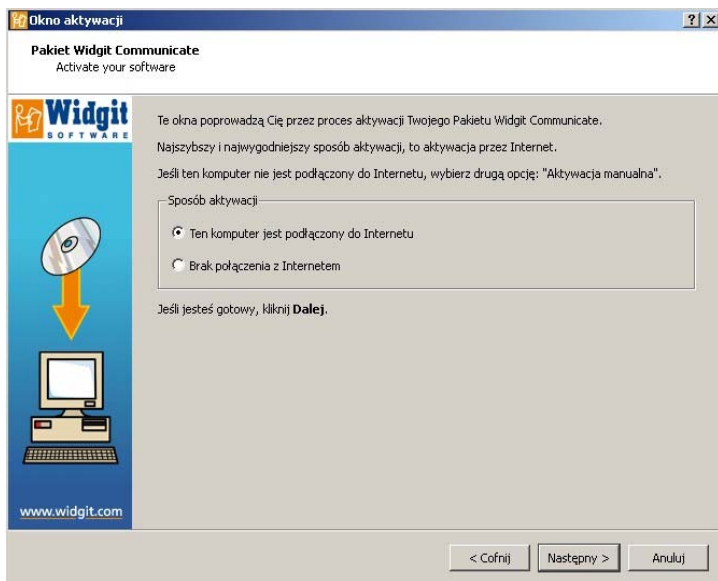 Okno aktywacji
Pakiet Widgit Communicate
Activate your software
Widgit
SOFTWARE
Te okna poprowadzą Cię przez proces aktywacji Twojego Pakietu Widgit Communicate.
Najszybszy i najwygodniejszy sposób aktywacji, to aktywacja przez Internet.
Jeśli ten komputer nie jest podłączony do Internetu, wybierz drugą opcję: "Aktywacja manualna".
Sposób aktywacji
Ten komputer jest podłączony do Internetu
Brak połączenia z Internetem
Jeśli jesteś gotowy, kliknij Dalej.
www.widgit.com
< Cofnij
Następny >
Anuluj